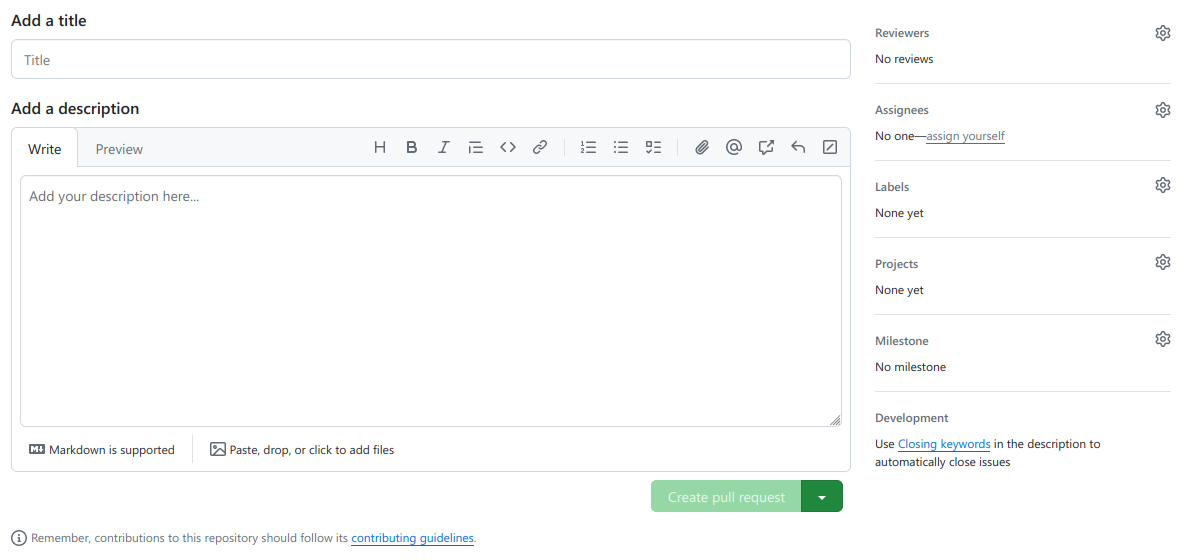 Add a title
Title
Add a description
Write Preview
Add your description here...
Markdown is supported
Paste, drop, or click to add files
Create pull request
Remember, contributions to this repository should follow its contributing guidelines.
Reviewers
No reviews
Assignees
No one—assign yourself
Labels
None yet
Projects
None yet
Milestone
No milestone
Development
Use Closing keywords in the description to
automatically close issues